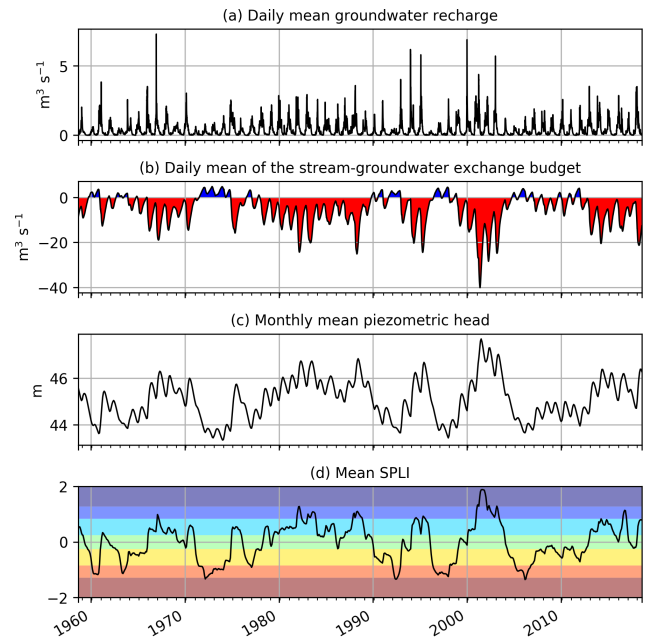 (a) Daily mean groundwater recharge
5
0
m³ s⁻¹
(b) Daily mean of the stream-groundwater exchange budget
0
−20
−40
m³ s⁻¹
(c) Monthly mean piezometric head
46
44
m
(d) Mean SPLI
2
0
−2
1960 1970 1980 1990 2000 2010